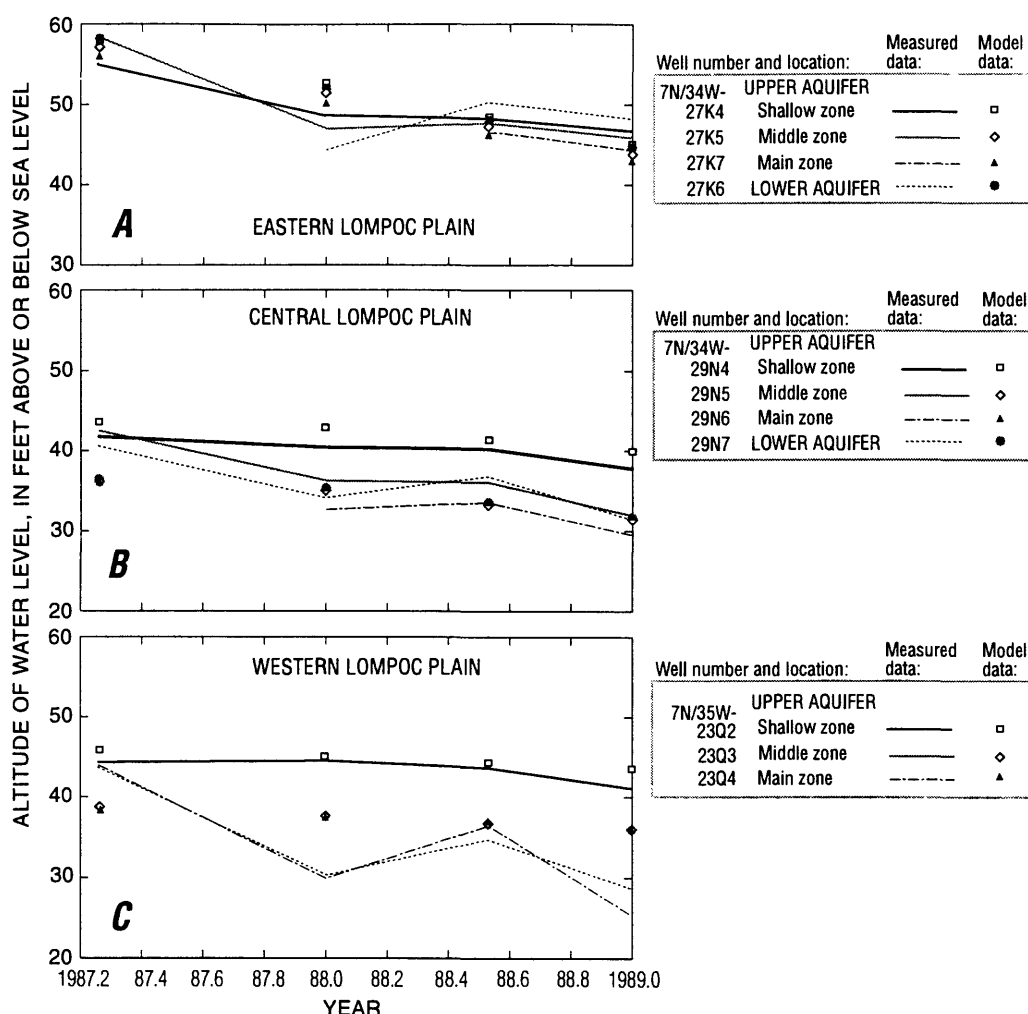 ALTITUDE OF WATER LEVEL, IN FEET ABOVE OR BELOW SEA LEVEL
60
50
40
30
A
EASTERN LOMPOC PLAIN
Well number and location: Measured data: Model data:
7N/34W- UPPER AQUIFER
27K4 Shallow zone
27K5 Middle zone
27K7 Main zone
27K6 LOWER AQUIFER
60
50
40
30
20
B
CENTRAL LOMPOC PLAIN
Well number and location: Measured data: Model data:
7N/34W- UPPER AQUIFER
29N4 Shallow zone
29N5 Middle zone
29N6 Main zone
29N7 LOWER AQUIFER
60
50
40
30
20
C
WESTERN LOMPOC PLAIN
Well number and location: Measured data: Model data:
7N/35W- UPPER AQUIFER
23Q2 Shallow zone
23Q3 Middle zone
23Q4 Main zone
1987.2 87.4 87.6 87.8 88.0 88.2 88.4 88.6 88.8 1989.0
YEAR